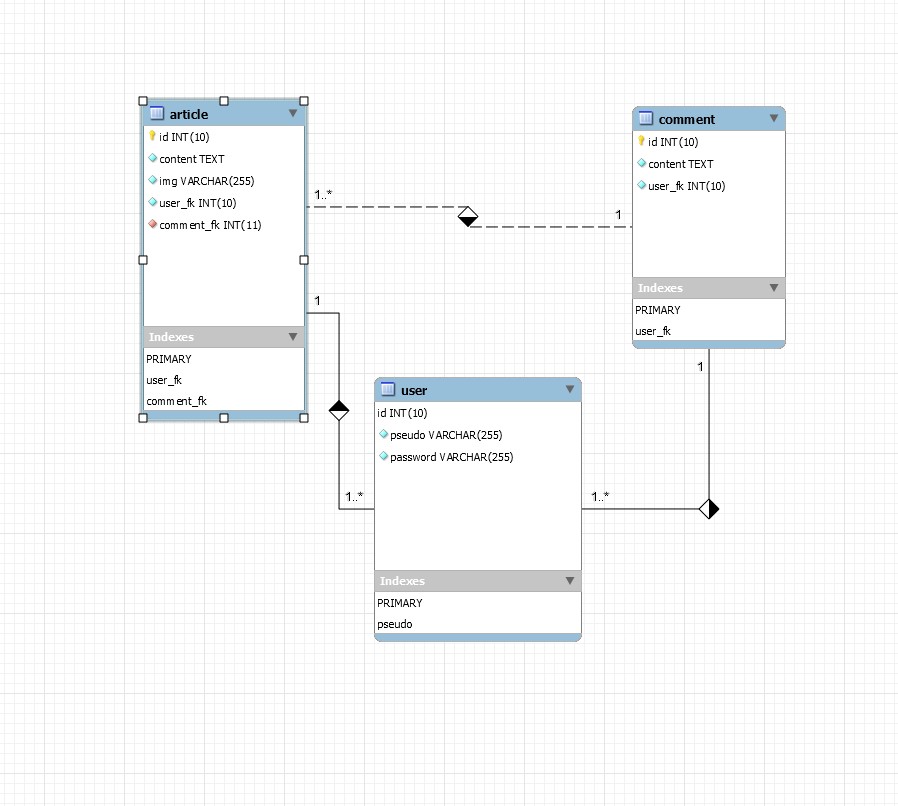 article
id INT(10)
content TEXT
img VARCHAR(255)
user_fk INT(10)
comment_fk INT(11)
Indexes
PRIMARY
user_fk
comment_fk
1..*
1
comment
id INT(10)
content TEXT
user_fk INT(10)
Indexes
PRIMARY
user_fk
1
1..*
1
1..*
user
id INT(10)
pseudo VARCHAR(255)
password VARCHAR(255)
Indexes
PRIMARY
pseudo